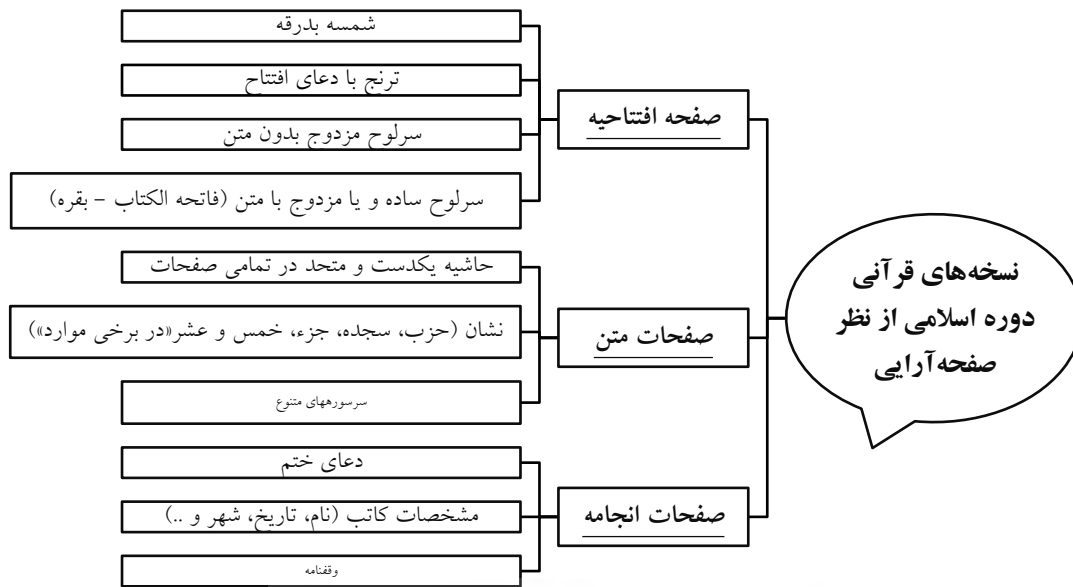 نسخه‌های قرآنی
دوره اسلامی از نظر
صفحه‌آرایی
صفحه افتتاحیه
شمسه بدرقه
ترنج با دعای افتتاح
سرلوح مزدوج بدون متن
سرلوح ساده و یا مزدوج با متن (فاتحه الکتاب – بقره)
صفحات متن
حاشیه یکدست و متحد در تمامی صفحات
نشان (حزب، سجده، جزء، خمس و عشر«در برخی موارد»)
سرسورههای متنوع
صفحات انجامه
دعای ختم
مشخصات کاتب (نام، تاریخ، شهر و ..)
وقفنامه